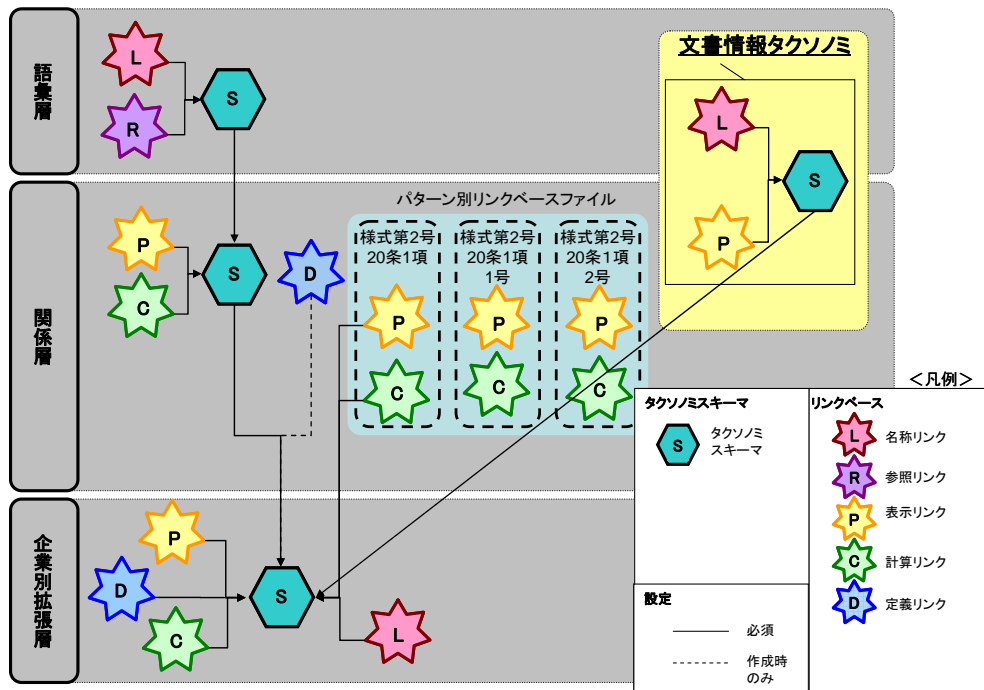 語彙層
L
R
S
文書情報タクソノミ
L
S
P
関係層
P
C
S
D
パターン別リンクベースファイル
様式第2号
20条1項
P
C
様式第2号
20条1項
1号
P
C
様式第2号
20条1項
2号
P
C
企業別拡張層
P
D
C
S
L
＜凡例＞
タクソノミスキーマ
S
タクソノミ
スキーマ
リンクベース
L
名称リンク
R
参照リンク
P
表示リンク
C
計算リンク
D
定義リンク
設定
必須
作成時
のみ